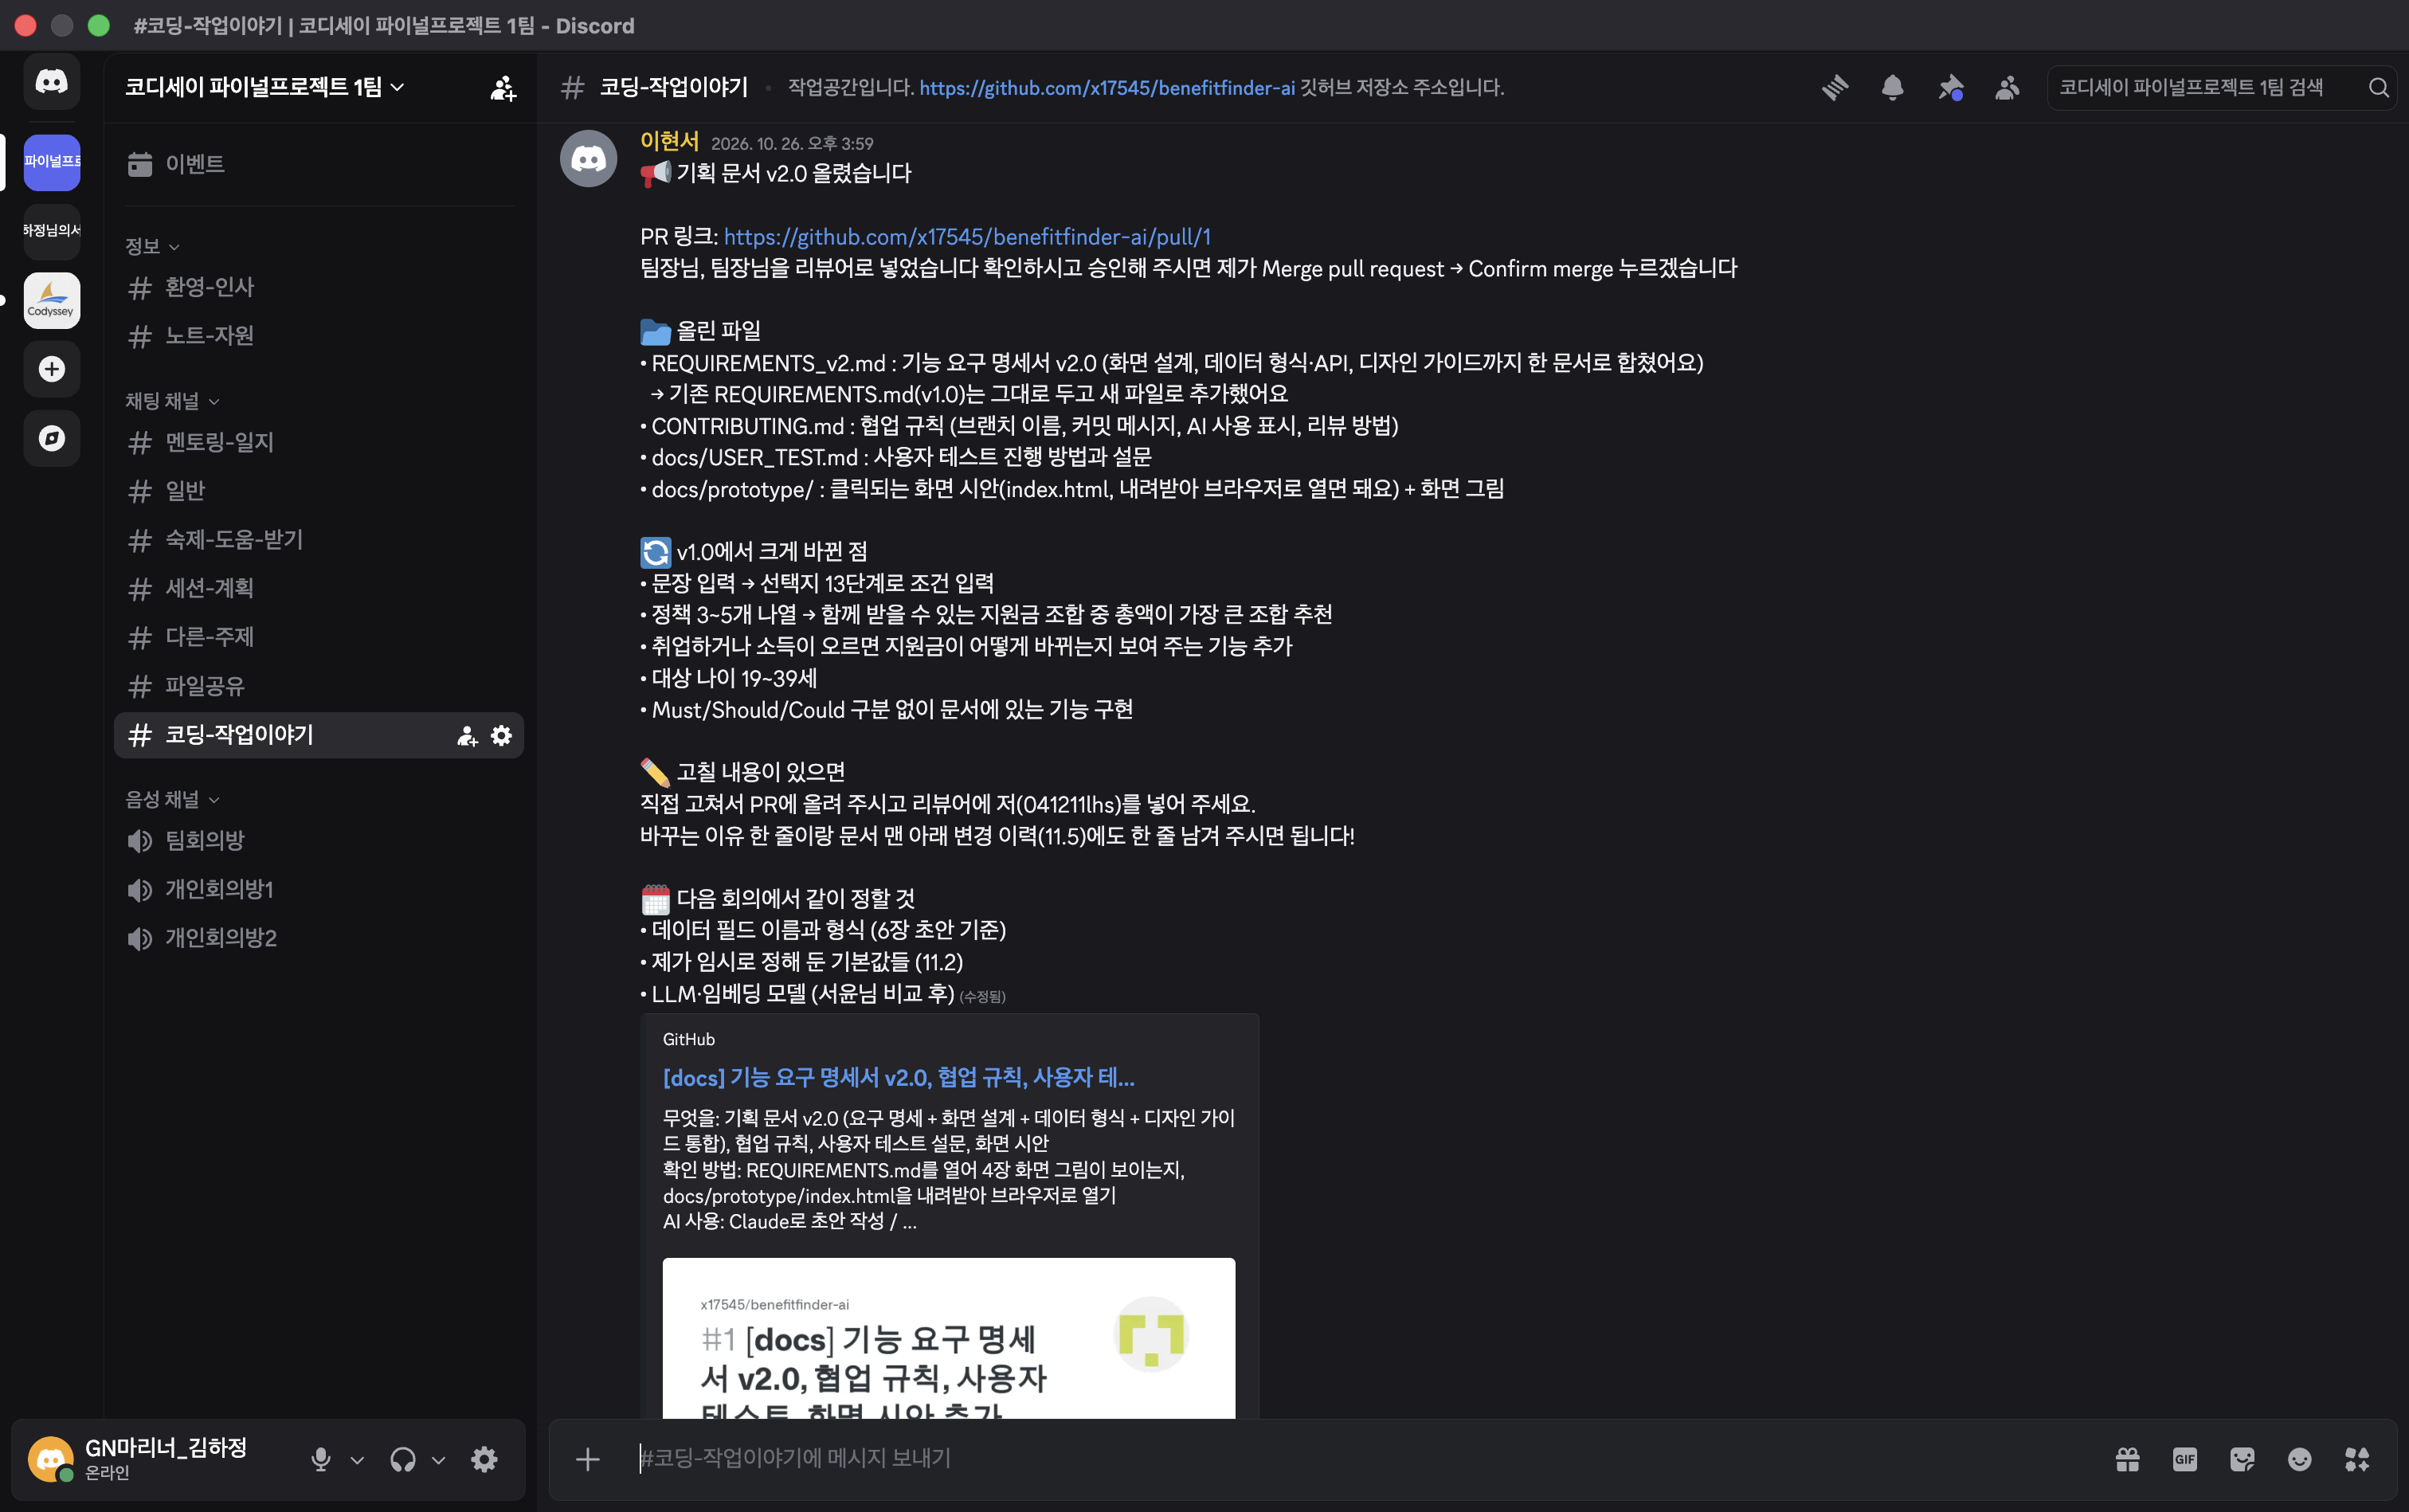 #코딩-작업이야기 | 코디세이 파이널프로젝트 1팀 - Discord
파이널프로
하정님의서
Codyssey
코디세이 파이널프로젝트 1팀
이벤트
정보
환영-인사
노트-자원
채팅 채널
멘토링-일지
일반
숙제-도움-받기
세션-계획
다른-주제
파일공유
코딩-작업이야기
음성 채널
팀회의방
개인회의방1
개인회의방2
GN마리너_김하정
온라인
코딩-작업이야기 • 작업공간입니다. https://github.com/x17545/benefitfinder-ai 깃허브 저장소 주소입니다.
코디세이 파이널프로젝트 1팀 검색
이현서 2026. 10. 26. 오후 3:59
📢 기획 문서 v2.0 올렸습니다
PR 링크: https://github.com/x17545/benefitfinder-ai/pull/1
팀장님, 팀장님을 리뷰어로 넣었습니다 확인하시고 승인해 주시면 제가 Merge pull request → Confirm merge 누르겠습니다
📂 올린 파일
• REQUIREMENTS_v2.md : 기능 요구 명세서 v2.0 (화면 설계, 데이터 형식·API, 디자인 가이드까지 한 문서로 합쳤어요)
→ 기존 REQUIREMENTS.md(v1.0)는 그대로 두고 새 파일로 추가했어요
• CONTRIBUTING.md : 협업 규칙 (브랜치 이름, 커밋 메시지, AI 사용 표시, 리뷰 방법)
• docs/USER_TEST.md : 사용자 테스트 진행 방법과 설문
• docs/prototype/ : 클릭되는 화면 시안(index.html, 내려받아 브라우저로 열면 돼요) + 화면 그림
🔄 v1.0에서 크게 바뀐 점
• 문장 입력 → 선택지 13단계로 조건 입력
• 정책 3~5개 나열 → 함께 받을 수 있는 지원금 조합 중 총액이 가장 큰 조합 추천
• 취업하거나 소득이 오르면 지원금이 어떻게 바뀌는지 보여 주는 기능 추가
• 대상 나이 19~39세
• Must/Should/Could 구분 없이 문서에 있는 기능 구현
✏️ 고칠 내용이 있으면
직접 고쳐서 PR에 올려 주시고 리뷰어에 저(041211lhs)를 넣어 주세요.
바꾸는 이유 한 줄이랑 문서 맨 아래 변경 이력(11.5)에도 한 줄 남겨 주시면 됩니다!
🗓️ 다음 회의에서 같이 정할 것
• 데이터 필드 이름과 형식 (6장 초안 기준)
• 제가 임시로 정해 둔 기본값들 (11.2)
• LLM·임베딩 모델 (서윤님 비교 후) (수정됨)
GitHub
[docs] 기능 요구 명세서 v2.0, 협업 규칙, 사용자 테...
무엇을: 기획 문서 v2.0 (요구 명세 + 화면 설계 + 데이터 형식 + 디자인 가이
드 통합), 협업 규칙, 사용자 테스트 설문, 화면 시안
확인 방법: REQUIREMENTS.md를 열어 4장 화면 그림이 보이는지,
docs/prototype/index.html을 내려받아 브라우저로 열기
AI 사용: Claude로 초안 작성 / ...
x17545/benefitfinder-ai
#1 [docs] 기능 요구 명세
서 v2.0, 협업 규칙, 사용자
테스트, 화면 시안 추가
#코딩-작업이야기에 메시지 보내기
GIF